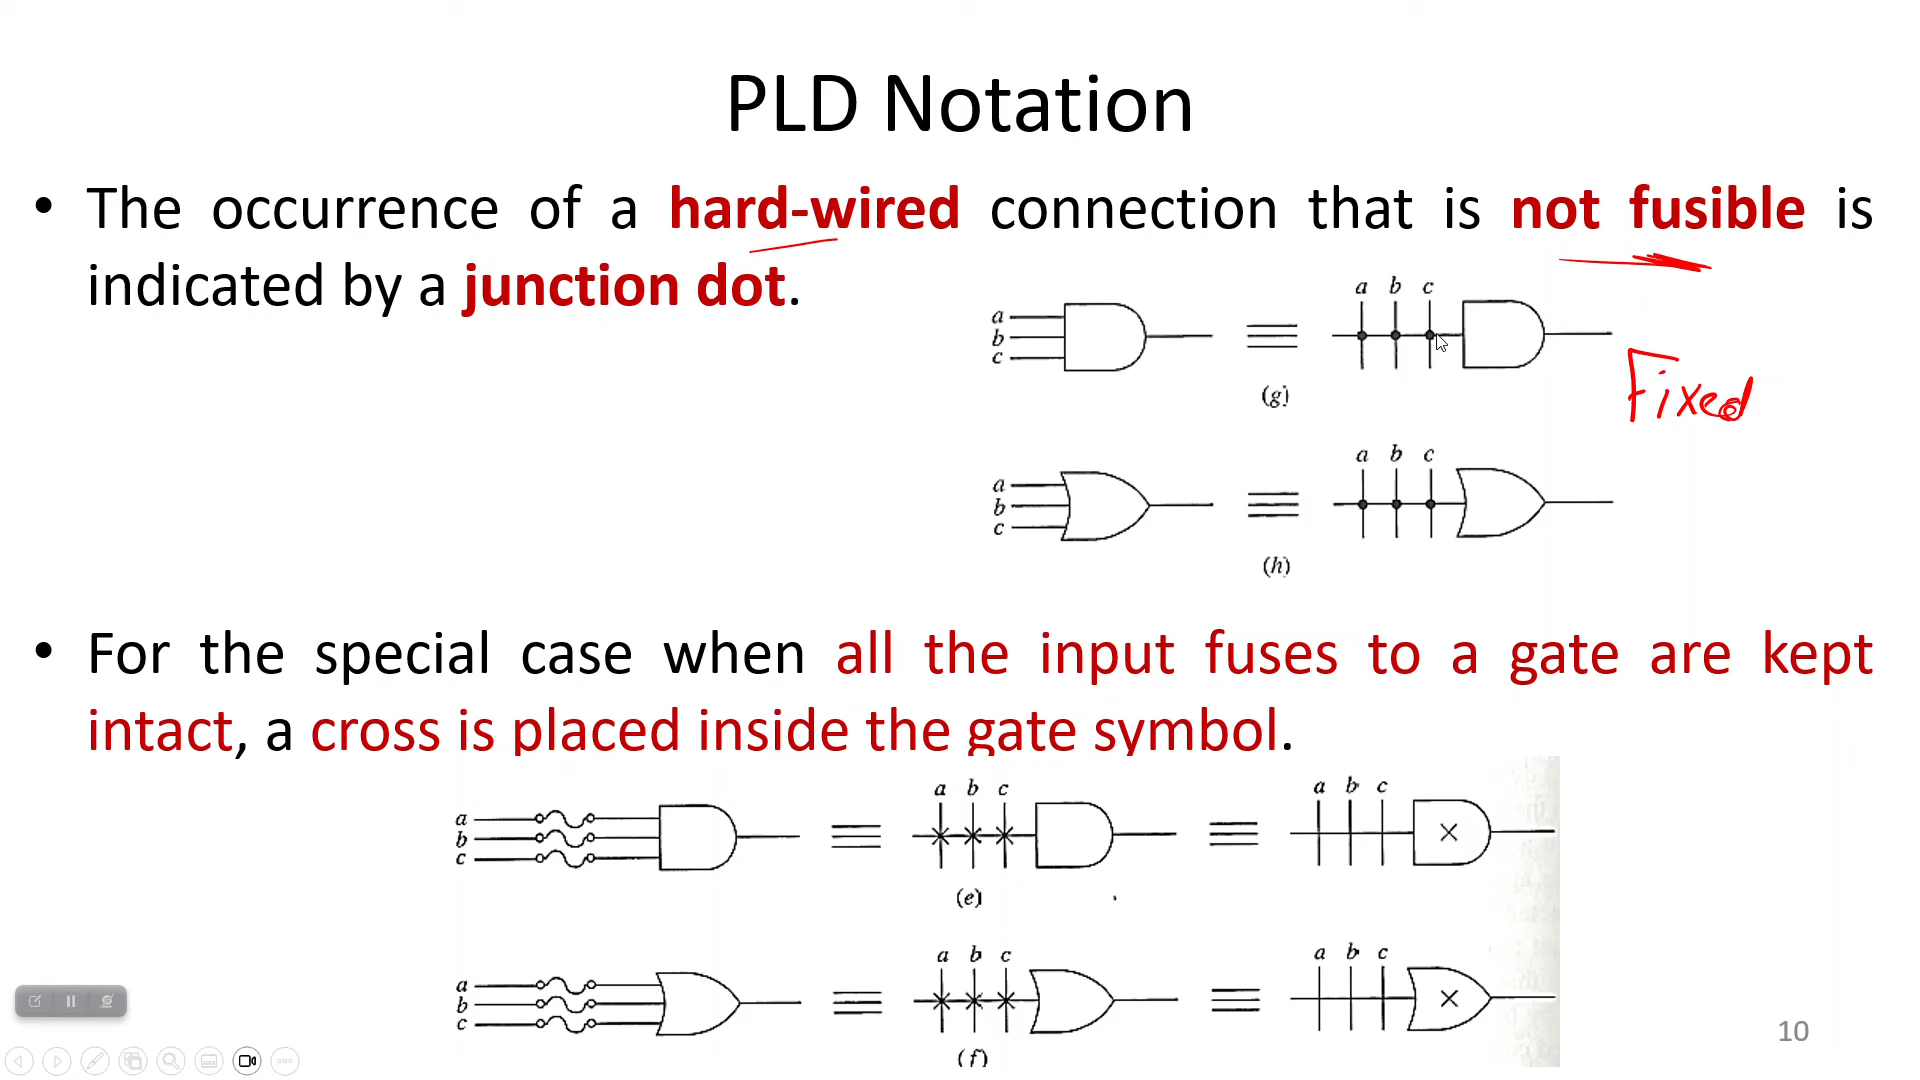 PLD Notation
• The occurrence of a hard-wired connection that is not fusible is
indicated by a junction dot.
a b c
a
b
c
(g)
Fixed
a b c
a
b
c
(h)
• For the special case when all the input fuses to a gate are kept
intact, a cross is placed inside the gate symbol.
a b c
a b c
a
b
c
(e)
a b c
a b c
a
b
c
(f)
10